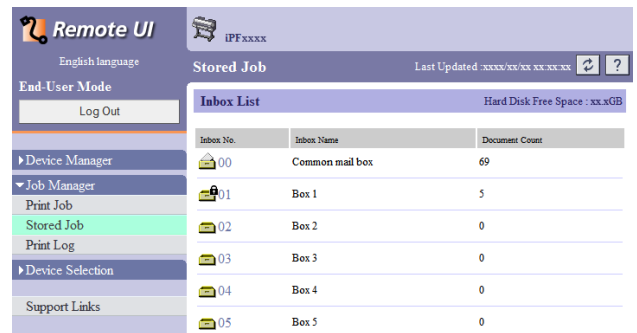 Remote UI
English language
End-User Mode
Log Out
Device Manager
Job Manager
Print Job
Stored Job
Print Log
Device Selection
Support Links
iPFxxxx
Stored Job Last Updated :xxxx/xx/xx xx:xx:xx ?
Inbox List Hard Disk Free Space : xx.xGB
Inbox No. Inbox Name Document Count
00 Common mail box 69
01 Box 1 5
02 Box 2 0
03 Box 3 0
04 Box 4 0
05 Box 5 0